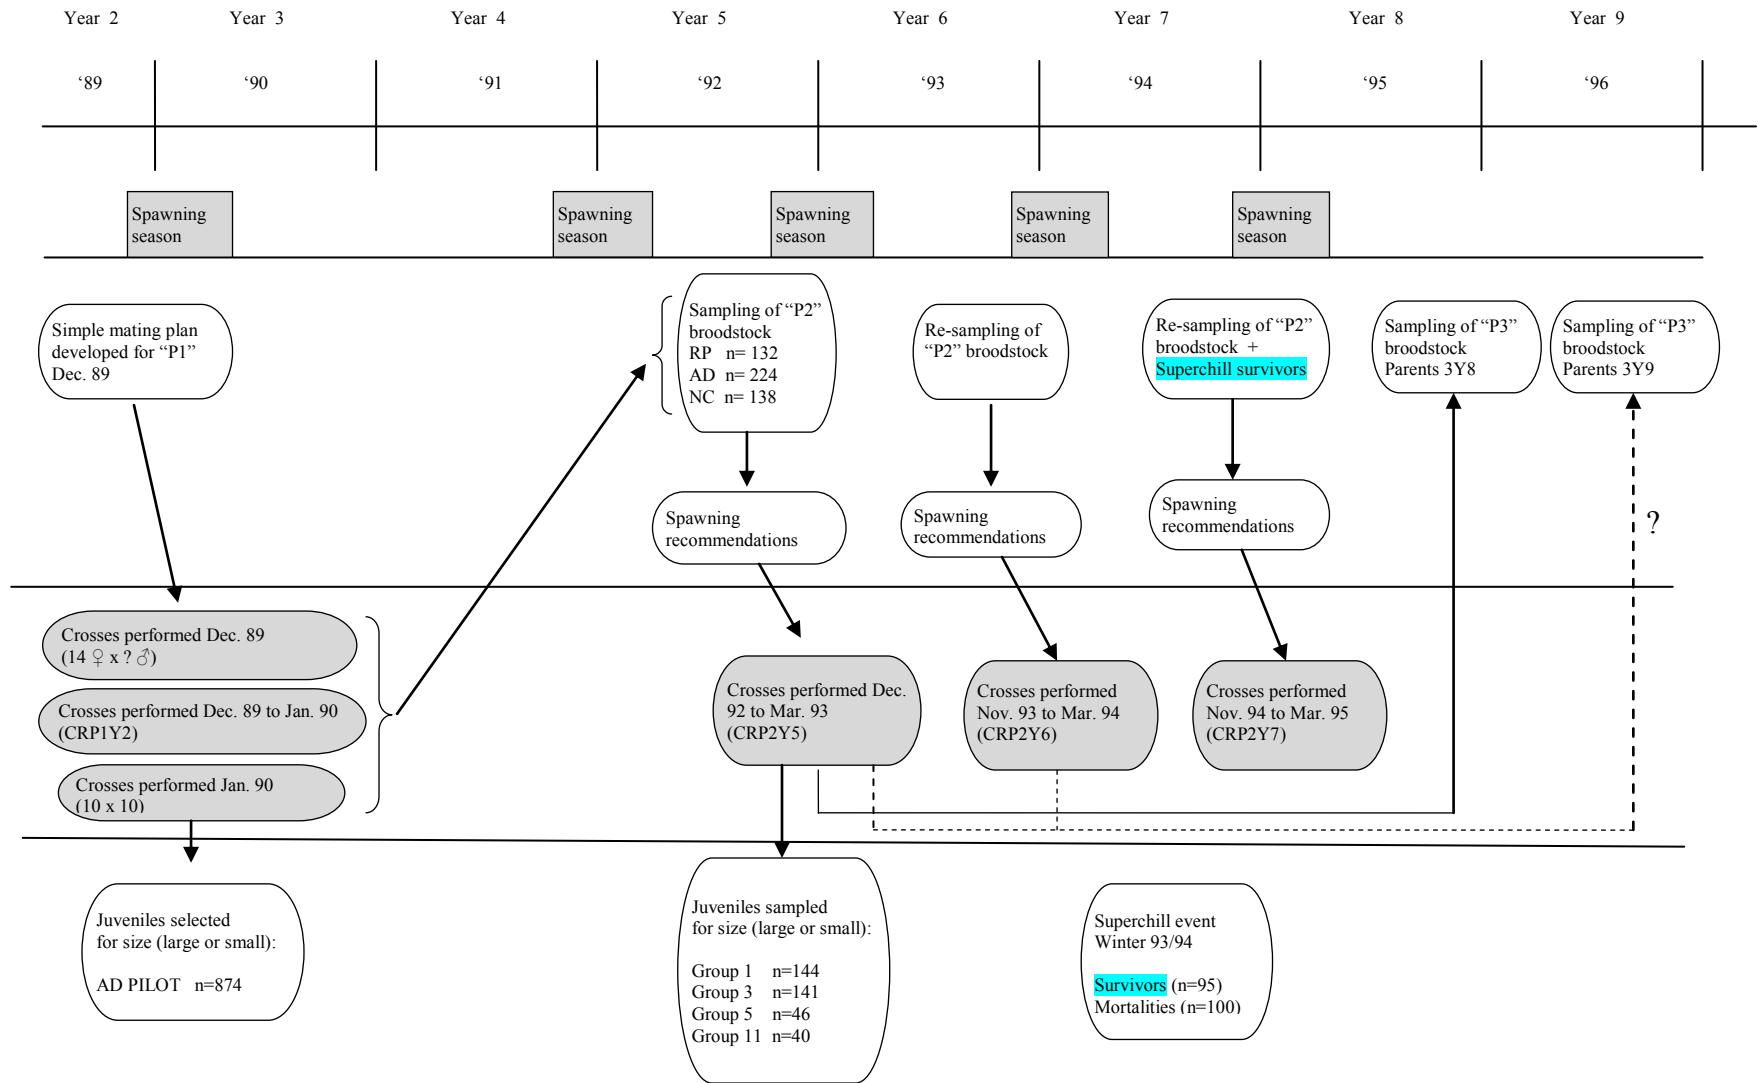 Year 2 Year 3 Year 4 Year 5 Year 6 Year 7 Year 8 Year 9
‘89 ‘90 ‘91 ‘92 ‘93 ‘94 ‘95 ‘96
Spawning
season
Spawning
season
Spawning
season
Spawning
season
Spawning
season
Simple mating plan
developed for “P1”
Dec. 89
Sampling of “P2”
broodstock
RP n= 132
AD n= 224
NC n= 138
Re-sampling of
“P2” broodstock
Re-sampling of “P2”
broodstock +
Superchill survivors
Sampling of “P3”
broodstock
Parents 3Y8
Sampling of “P3”
broodstock
Parents 3Y9
Spawning
recommendations
Spawning
recommendations
Spawning
recommendations
?
Crosses performed Dec. 89
(14 ♀ x ? ♂)
Crosses performed Dec. 89 to Jan. 90
(CRP1Y2)
Crosses performed Jan. 90
(10 x 10)
Crosses performed Dec.
92 to Mar. 93
(CRP2Y5)
Crosses performed
Nov. 93 to Mar. 94
(CRP2Y6)
Crosses performed
Nov. 94 to Mar. 95
(CRP2Y7)
Juveniles selected
for size (large or small):
AD PILOT n=874
Juveniles sampled
for size (large or small):
Group 1 n=144
Group 3 n=141
Group 5 n=46
Group 11 n=40
Superchill event
Winter 93/94
Survivors (n=95)
Mortalities (n=100)